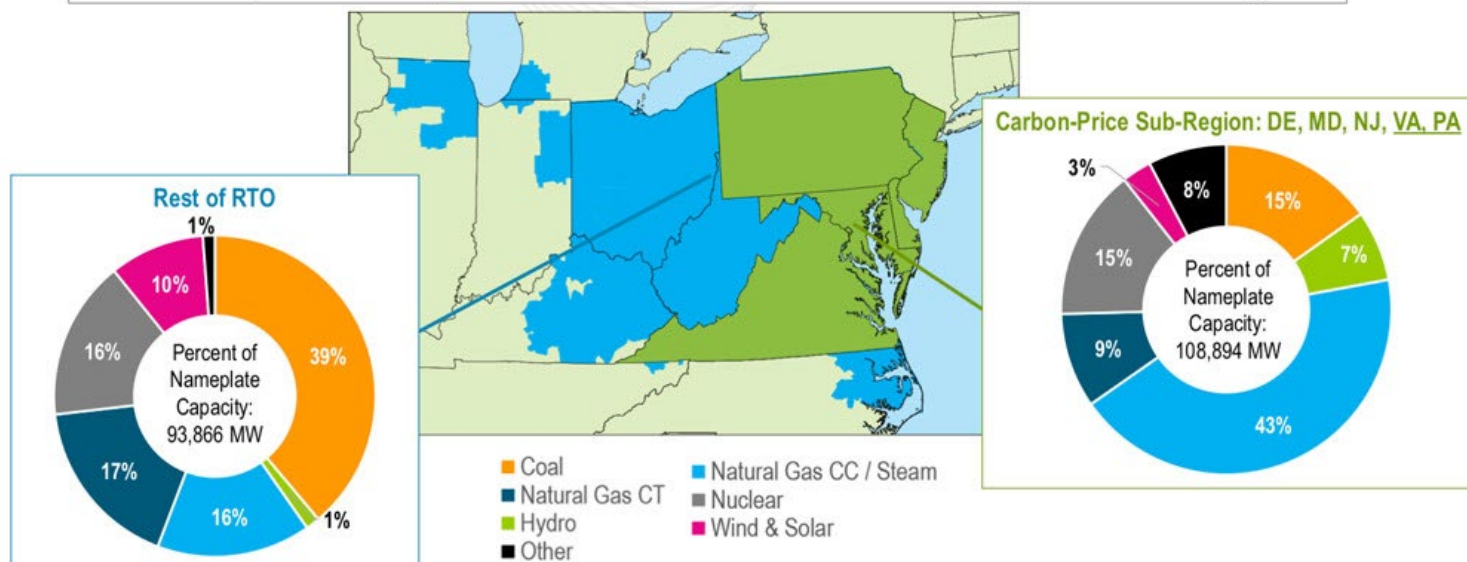 Rest of RTO
1%
10%
39%
16%
17%
16%
1%
Percent of
Nameplate
Capacity:
93,866 MW
Coal
Natural Gas CT
Hydro
Other
Natural Gas CC / Steam
Nuclear
Wind & Solar
Carbon-Price Sub-Region: DE, MD, NJ, VA, PA
3%
8%
15%
7%
15%
9%
43%
Percent of
Nameplate
Capacity:
108,894 MW